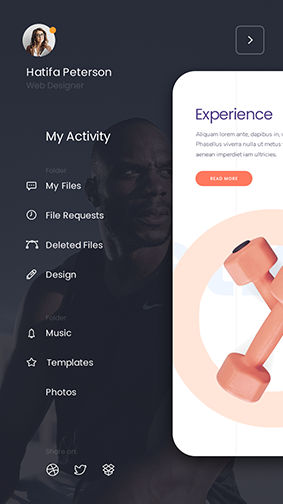 Hatifa Peterson
Web Designer
My Activity
Folder
My Files
File Requests
Deleted Files
Design
Folder
Music
Templates
Photos
Share on
Experience
Aliquam lorem ante, dapibus in, v
Phasellus viverra nulla ut metus
aenean imperdiet iam ultricies.
READ MORE